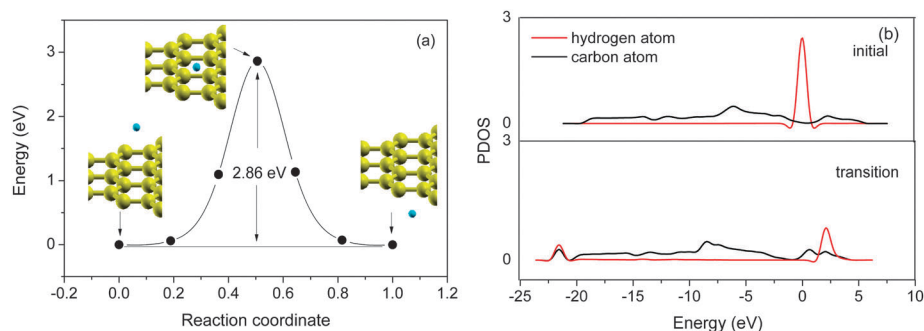 (a)
3
2
1
0
Energy (eV)
2.86 eV
-0.2 0.0 0.2 0.4 0.6 0.8 1.0 1.2
Reaction coordinate
(b)
hydrogen atom
carbon atom
initial
3
0
3
transition
0
PDOS
-25 -20 -15 -10 -5 0 5 10
Energy (eV)